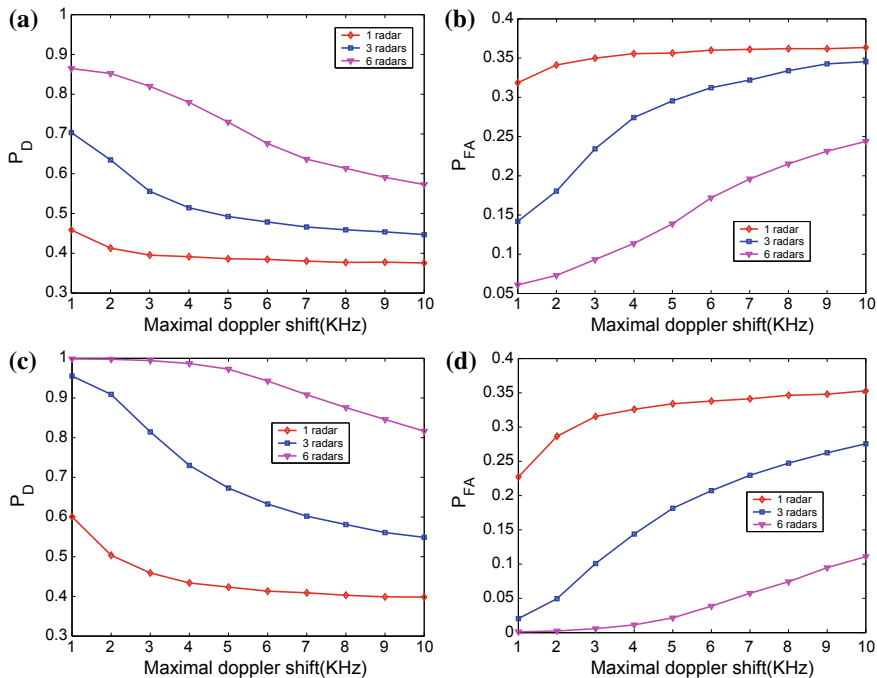 (a)
1
0.9
0.8
0.7
0.6
0.5
0.4
0.3
P_D
1 radar
3 radars
6 radars
1 2 3 4 5 6 7 8 9 10
Maximal doppler shift(KHz)
(b)
0.4
0.35
0.3
0.25
0.2
0.15
0.1
0.05
P_FA
1 radar
3 radars
6 radars
1 2 3 4 5 6 7 8 9 10
Maximal doppler shift(KHz)
(c)
1
0.9
0.8
0.7
0.6
0.5
0.4
0.3
P_D
1 radar
3 radars
6 radars
1 2 3 4 5 6 7 8 9 10
Maximal doppler shift(KHz)
(d)
0.4
0.35
0.3
0.25
0.2
0.15
0.1
0.05
0
P_FA
1 radar
3 radars
6 radars
1 2 3 4 5 6 7 8 9 10
Maximal doppler shift(KHz)